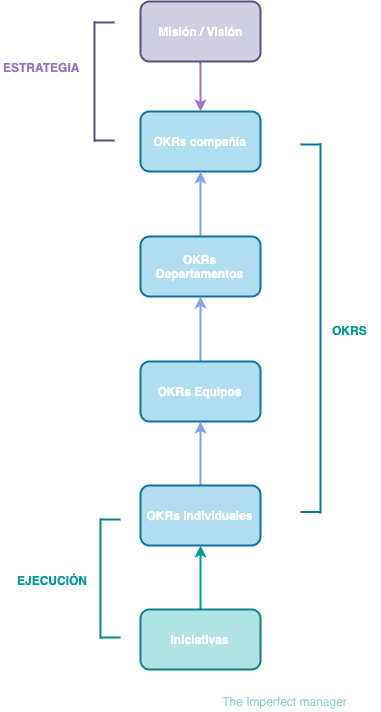 Misión / Visión
ESTRATEGIA
OKRs compañía
OKRs
Departamentos
OKRS
OKRs Equipos
OKRs individuales
EJECUCIÓN
Iniciativas
The Imperfect manager